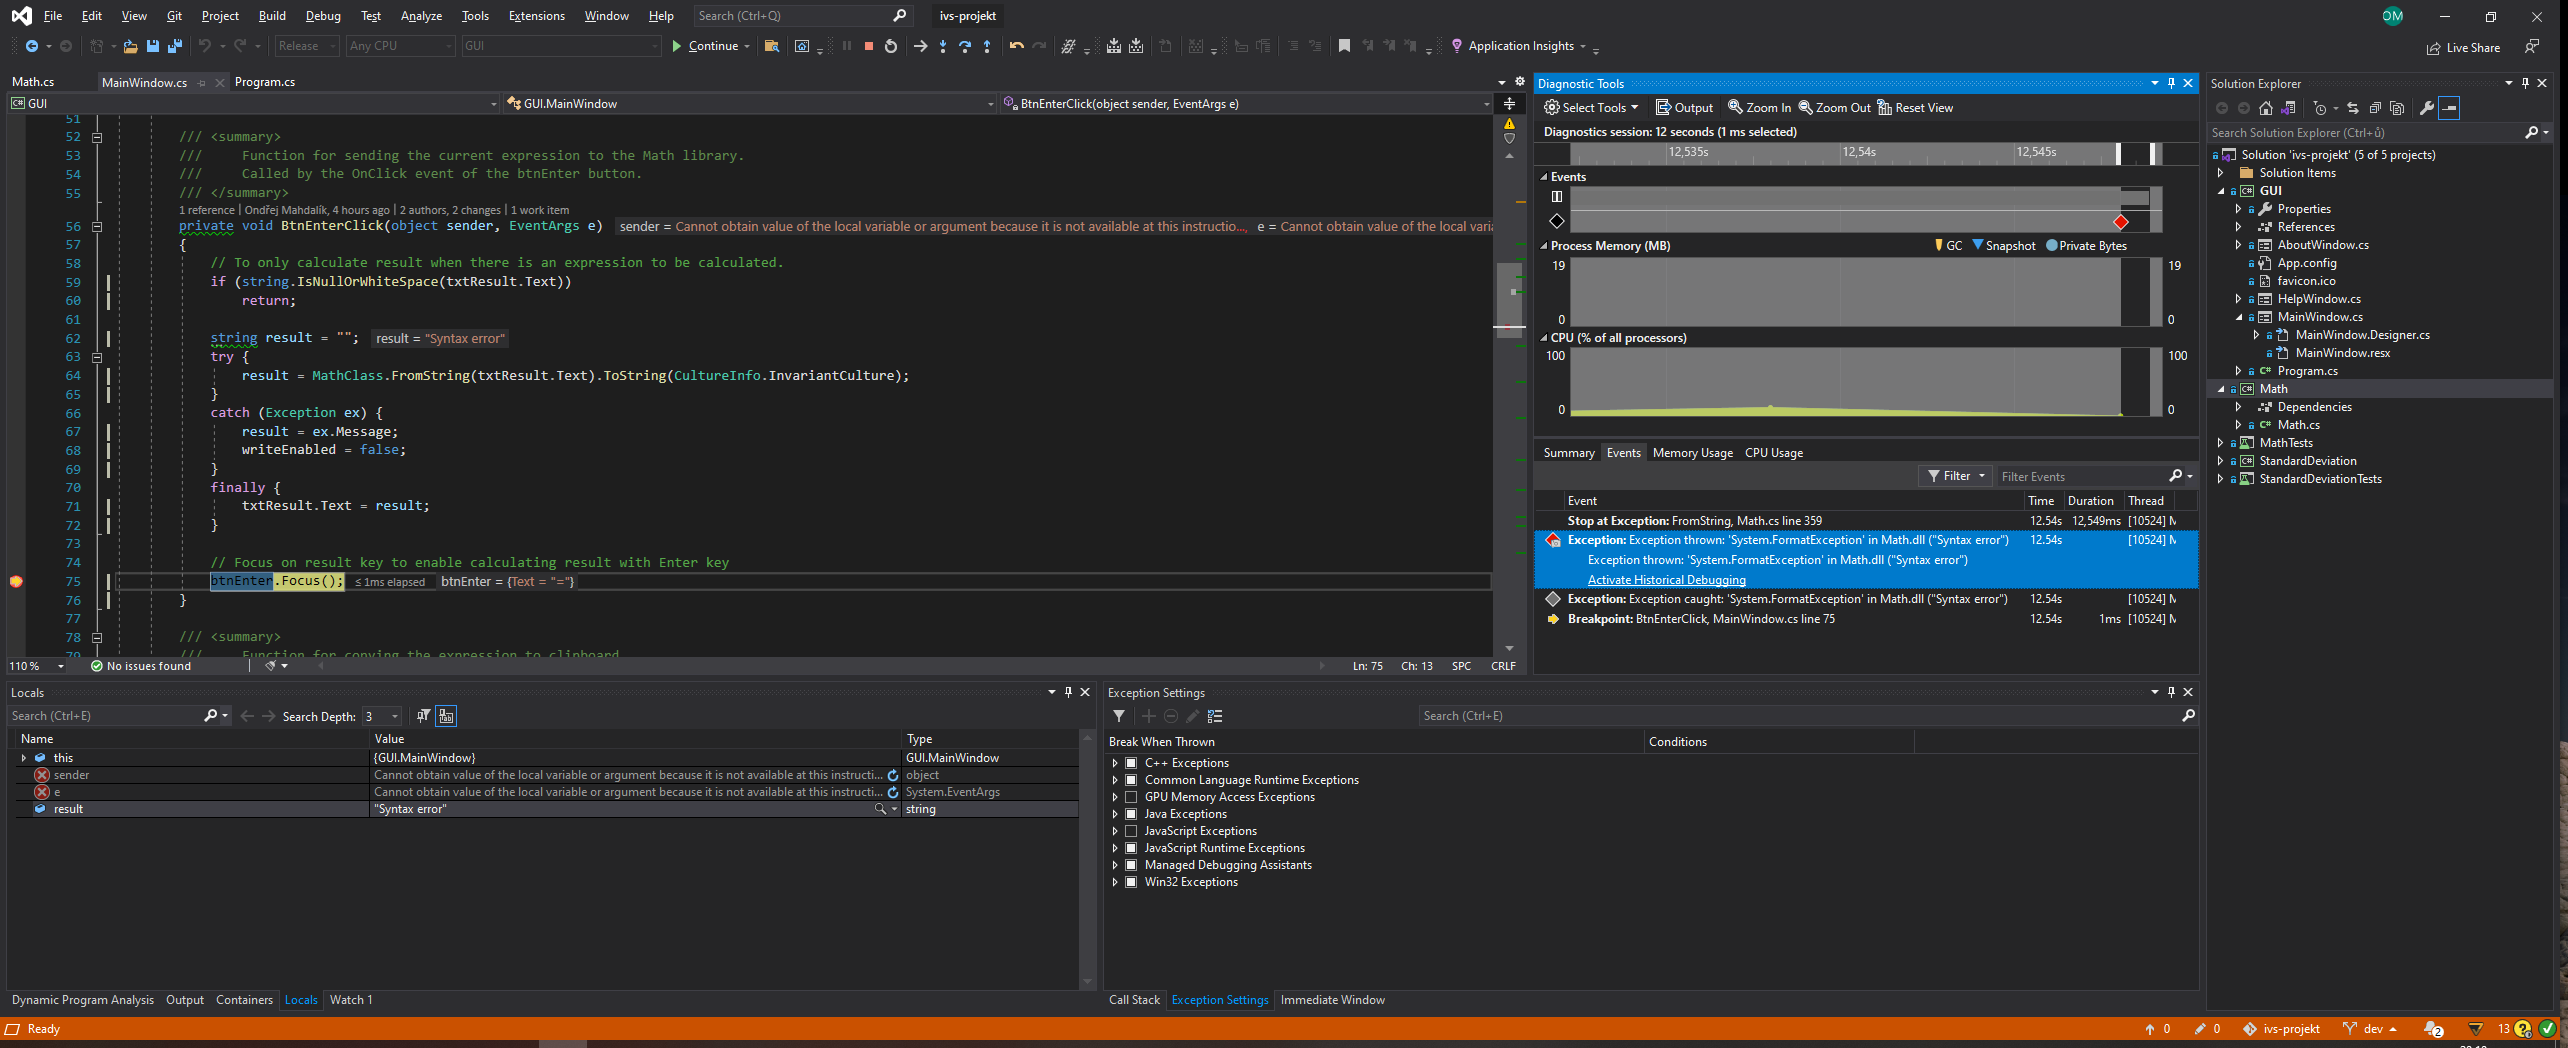 File Edit View Git Project Build Debug Test Analyze Tools Extensions Window Help Search (Ctrl+Q) ivs-projekt OM
Release Any CPU GUI Continue Application Insights Live Share
Math.cs MainWindow.cs Program.cs
GUI GUI.MainWindow BtnEnterClick(object sender, EventArgs e)
51
52 /// <summary>
53 /// Function for sending the current expression to the Math library.
54 /// Called by the OnClick event of the btnEnter button.
55 /// </summary>
1 reference | Ondřej Mahdalík, 4 hours ago | 2 authors, 2 changes | 1 work item
56 private void BtnEnterClick(object sender, EventArgs e) sender = Cannot obtain value of the local variable or argument because it is not available at this instructio..., e = Cannot obtain value of the local vari
57 {
58 // To only calculate result when there is an expression to be calculated.
59 if (string.IsNullOrWhiteSpace(txtResult.Text))
60 return;
61
62 string result = ""; result = "Syntax error"
63 try {
64 result = MathClass.FromString(txtResult.Text).ToString(CultureInfo.InvariantCulture);
65 }
66 catch (Exception ex) {
67 result = ex.Message;
68 writeEnabled = false;
69 }
70 finally {
71 txtResult.Text = result;
72 }
73
74 // Focus on result key to enable calculating result with Enter key
75 btnEnter.Focus(); ≤ 1ms elapsed btnEnter = {Text = "="}
76 }
77
78 /// <summary>
79 /// Function for copying the expression to clipboard
110 % No issues found Ln: 75 Ch: 13 SPC CRLF
Diagnostic Tools
Select Tools Output Zoom In Zoom Out Reset View
Diagnostics session: 12 seconds (1 ms selected)
12,535s 12,54s 12,545s
Events
Process Memory (MB) GC Snapshot Private Bytes
19 19
0 0
CPU (% of all processors)
100 100
0 0
Summary Events Memory Usage CPU Usage
Filter Filter Events
Event Time Duration Thread
Stop at Exception: FromString, Math.cs line 359 12.54s 12,549ms [10524] M
Exception: Exception thrown: 'System.FormatException' in Math.dll ("Syntax error") 12.54s [10524] M
Exception thrown: 'System.FormatException' in Math.dll ("Syntax error")
Activate Historical Debugging
Exception: Exception caught: 'System.FormatException' in Math.dll ("Syntax error") 12.54s [10524] M
Breakpoint: BtnEnterClick, MainWindow.cs line 75 12.54s 1ms [10524] M
Solution Explorer
Search Solution Explorer (Ctrl+ů)
Solution 'ivs-projekt' (5 of 5 projects)
Solution Items
GUI
Properties
References
AboutWindow.cs
App.config
favicon.ico
HelpWindow.cs
MainWindow.cs
MainWindow.Designer.cs
MainWindow.resx
Program.cs
Math
Dependencies
Math.cs
MathTests
StandardDeviation
StandardDeviationTests
Locals
Search (Ctrl+E) Search Depth: 3
Name Value Type
this {GUI.MainWindow} GUI.MainWindow
sender Cannot obtain value of the local variable or argument because it is not available at this instructi... object
e Cannot obtain value of the local variable or argument because it is not available at this instructi... System.EventArgs
result "Syntax error" string
Dynamic Program Analysis Output Containers Locals Watch 1
Exception Settings
Search (Ctrl+E)
Break When Thrown Conditions
C++ Exceptions
Common Language Runtime Exceptions
GPU Memory Access Exceptions
Java Exceptions
JavaScript Exceptions
JavaScript Runtime Exceptions
Managed Debugging Assistants
Win32 Exceptions
Call Stack Exception Settings Immediate Window
Ready 0 0 ivs-projekt dev 2 13